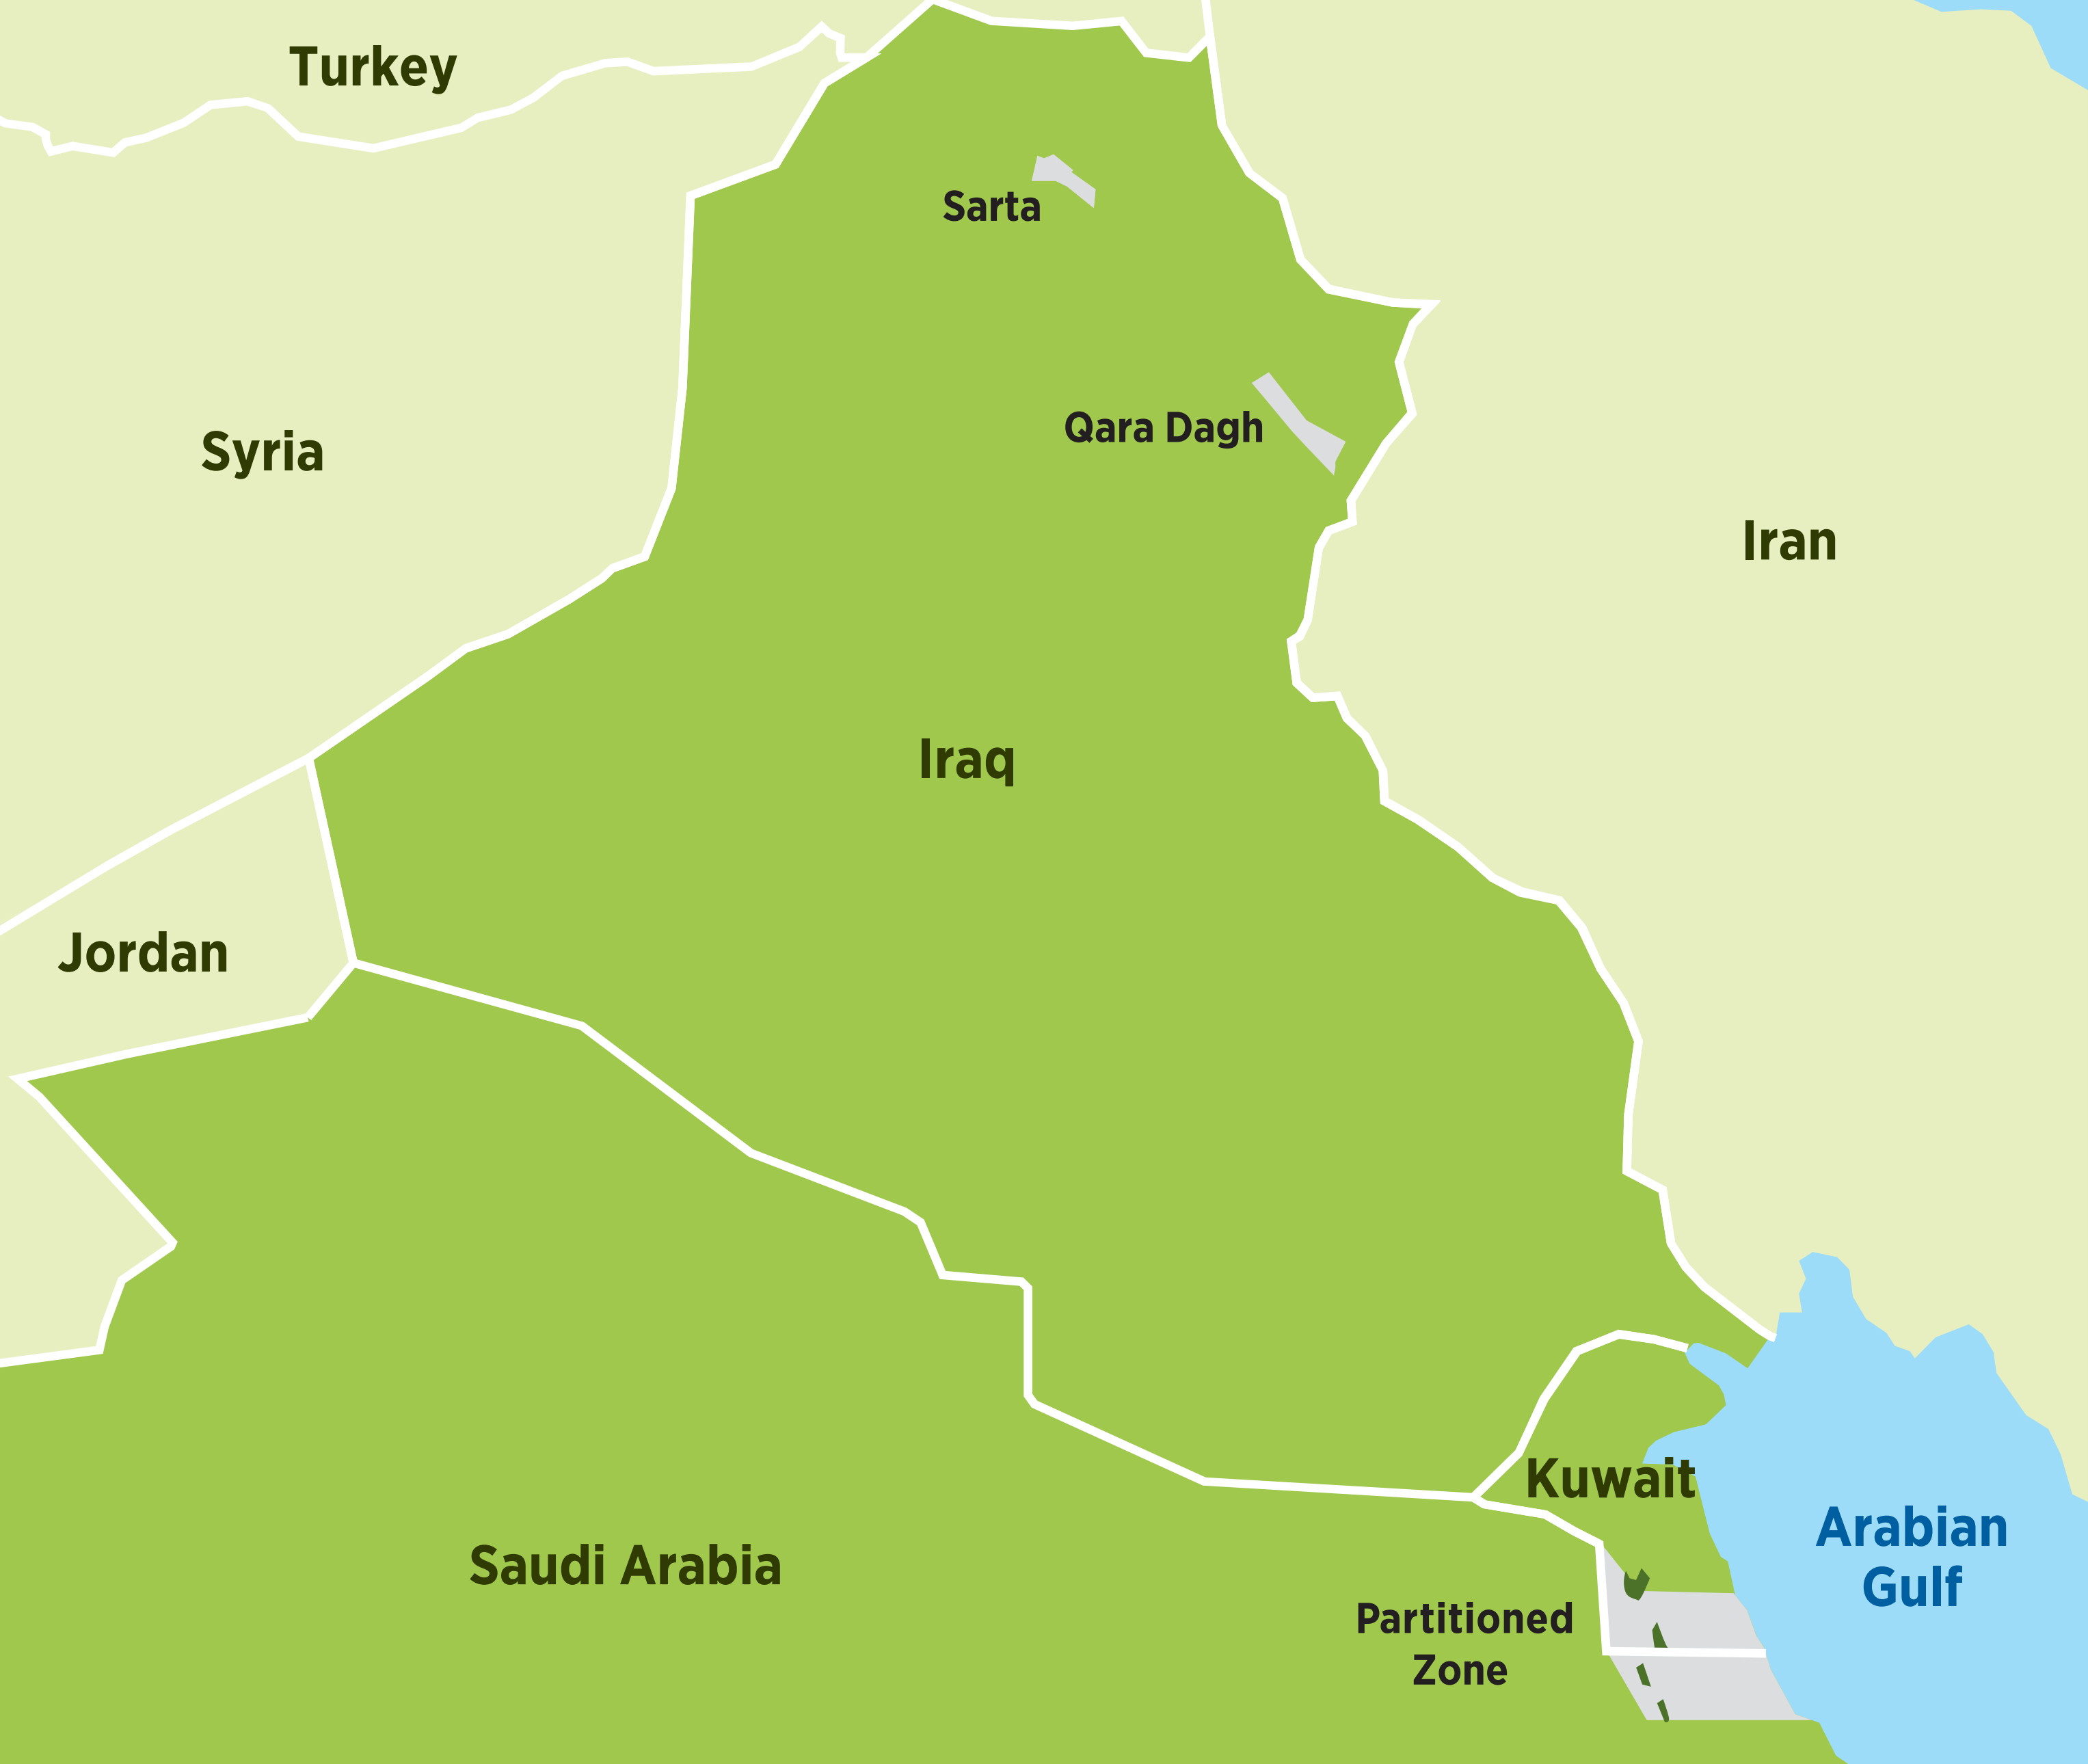 Turkey
Sarta
Qara Dagh
Syria
Iran
Iraq
Jordan
Kuwait
Arabian
Gulf
Saudi Arabia
Partitioned
Zone